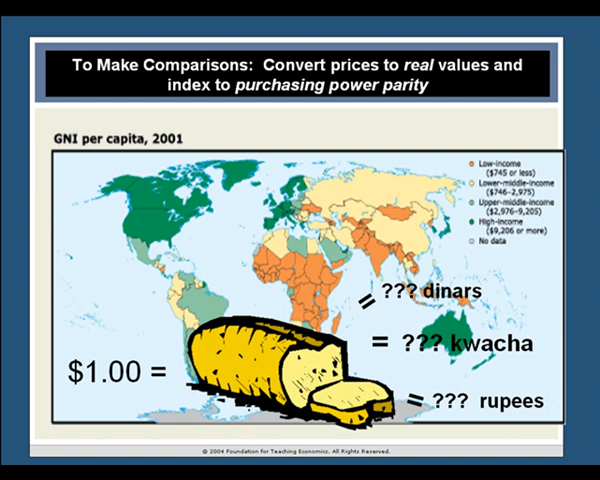 To Make Comparisons: Convert prices to real values and
index to purchasing power parity
GNI per capita, 2001
Low-income
($745 or less)
Lower-middle-income
($746–2,975)
Upper-middle-income
($2,976–9,205)
High-income
($9,206 or more)
No data
= ??? dinars
= ??? kwacha
$1.00 =
= ??? rupees
© 2004 Foundation for Teaching Economics. All Rights Reserved.